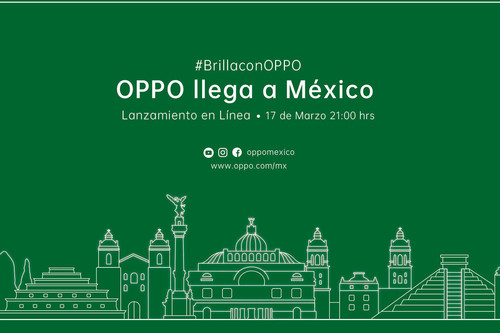 #BrillaconOPPO
OPPO llega a México
Lanzamiento en Línea • 17 de Marzo 21:00 hrs
oppomexico
www.oppo.com/mx